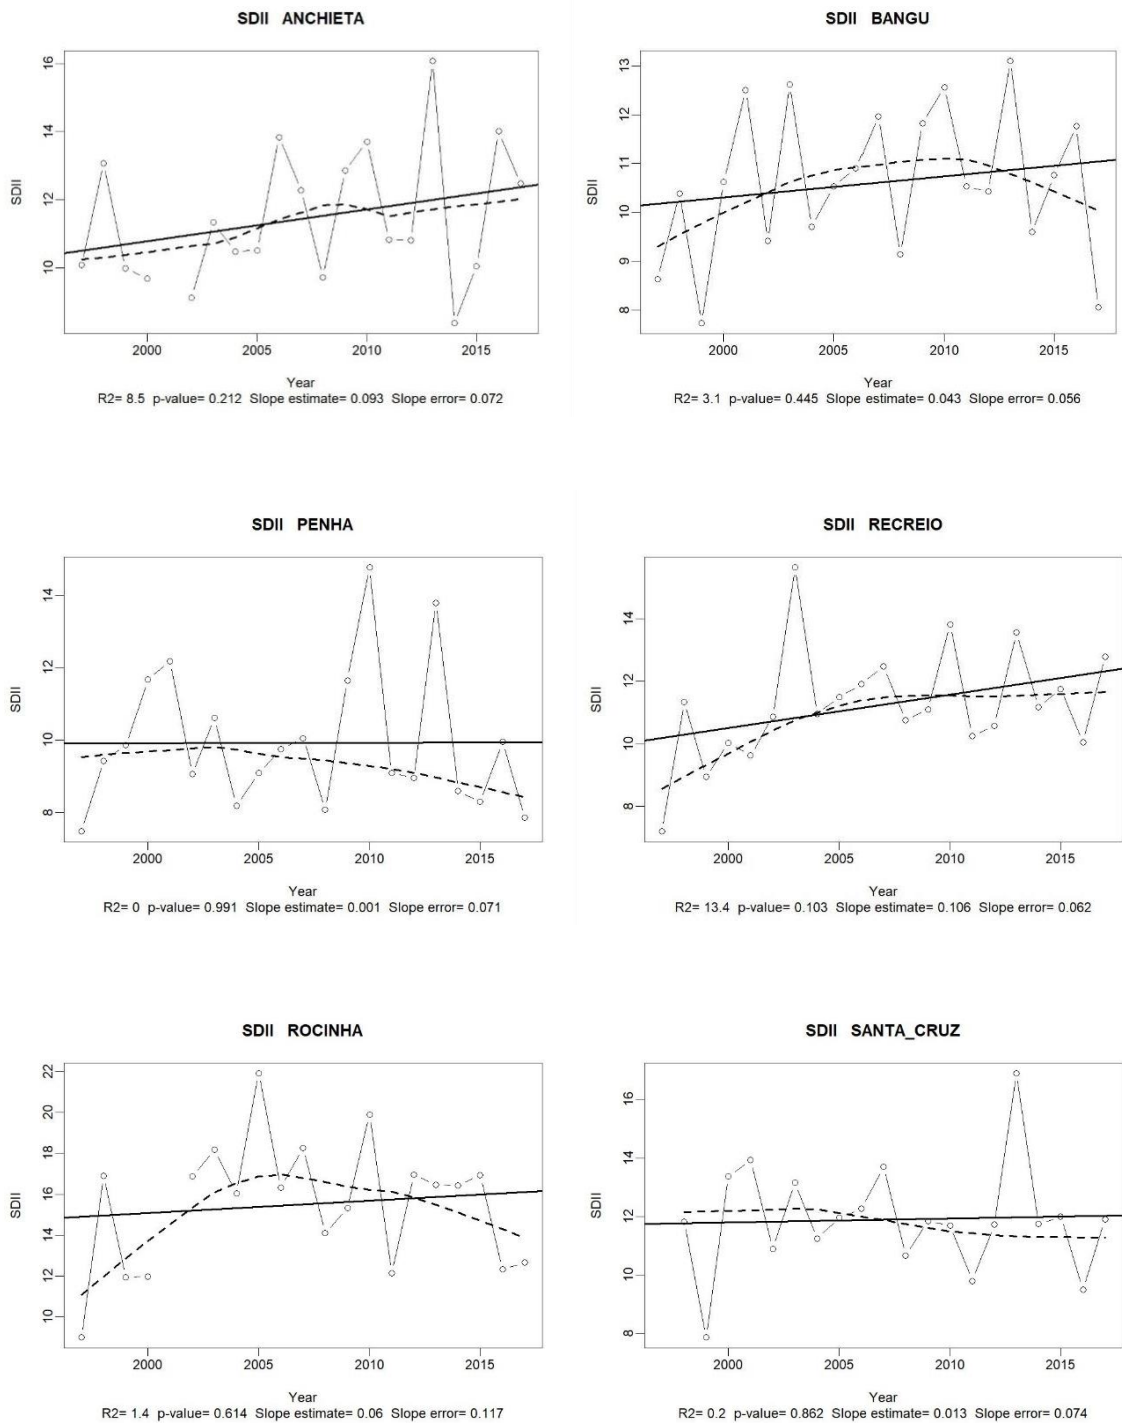 SDII ANCHIETA
16
14
12
10
SDII
2000 2005 2010 2015
Year
R2= 8.5 p-value= 0.212 Slope estimate= 0.093 Slope error= 0.072
SDII BANGU
13
12
11
10
9
8
SDII
2000 2005 2010 2015
Year
R2= 3.1 p-value= 0.445 Slope estimate= 0.043 Slope error= 0.056
SDII PENHA
14
12
10
8
SDII
2000 2005 2010 2015
Year
R2= 0 p-value= 0.991 Slope estimate= 0.001 Slope error= 0.071
SDII RECREIO
14
12
10
8
SDII
2000 2005 2010 2015
Year
R2= 13.4 p-value= 0.103 Slope estimate= 0.106 Slope error= 0.062
SDII ROCINHA
22
20
18
16
14
12
10
SDII
2000 2005 2010 2015
Year
R2= 1.4 p-value= 0.614 Slope estimate= 0.06 Slope error= 0.117
SDII SANTA_CRUZ
16
14
12
10
8
SDII
2000 2005 2010 2015
Year
R2= 0.2 p-value= 0.862 Slope estimate= 0.013 Slope error= 0.074